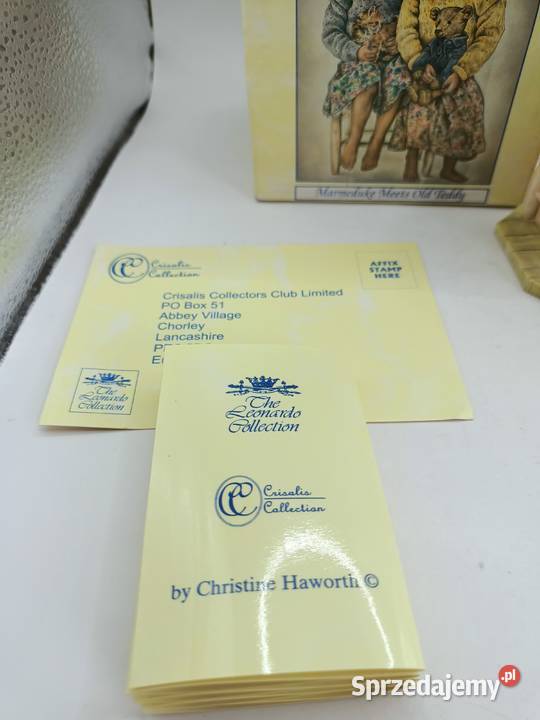 Marmeduke Meets Old Teddy
Crisalis
Collection
AFFIX
STAMP
HERE
Crisalis Collectors Club Limited
PO Box 51
Abbey Village
Chorley
Lancashire
The
Leonardo
Collection
The
Leonardo
Collection
Crisalis
Collection
by Christine Haworth ©
Sprzedajemy.pl